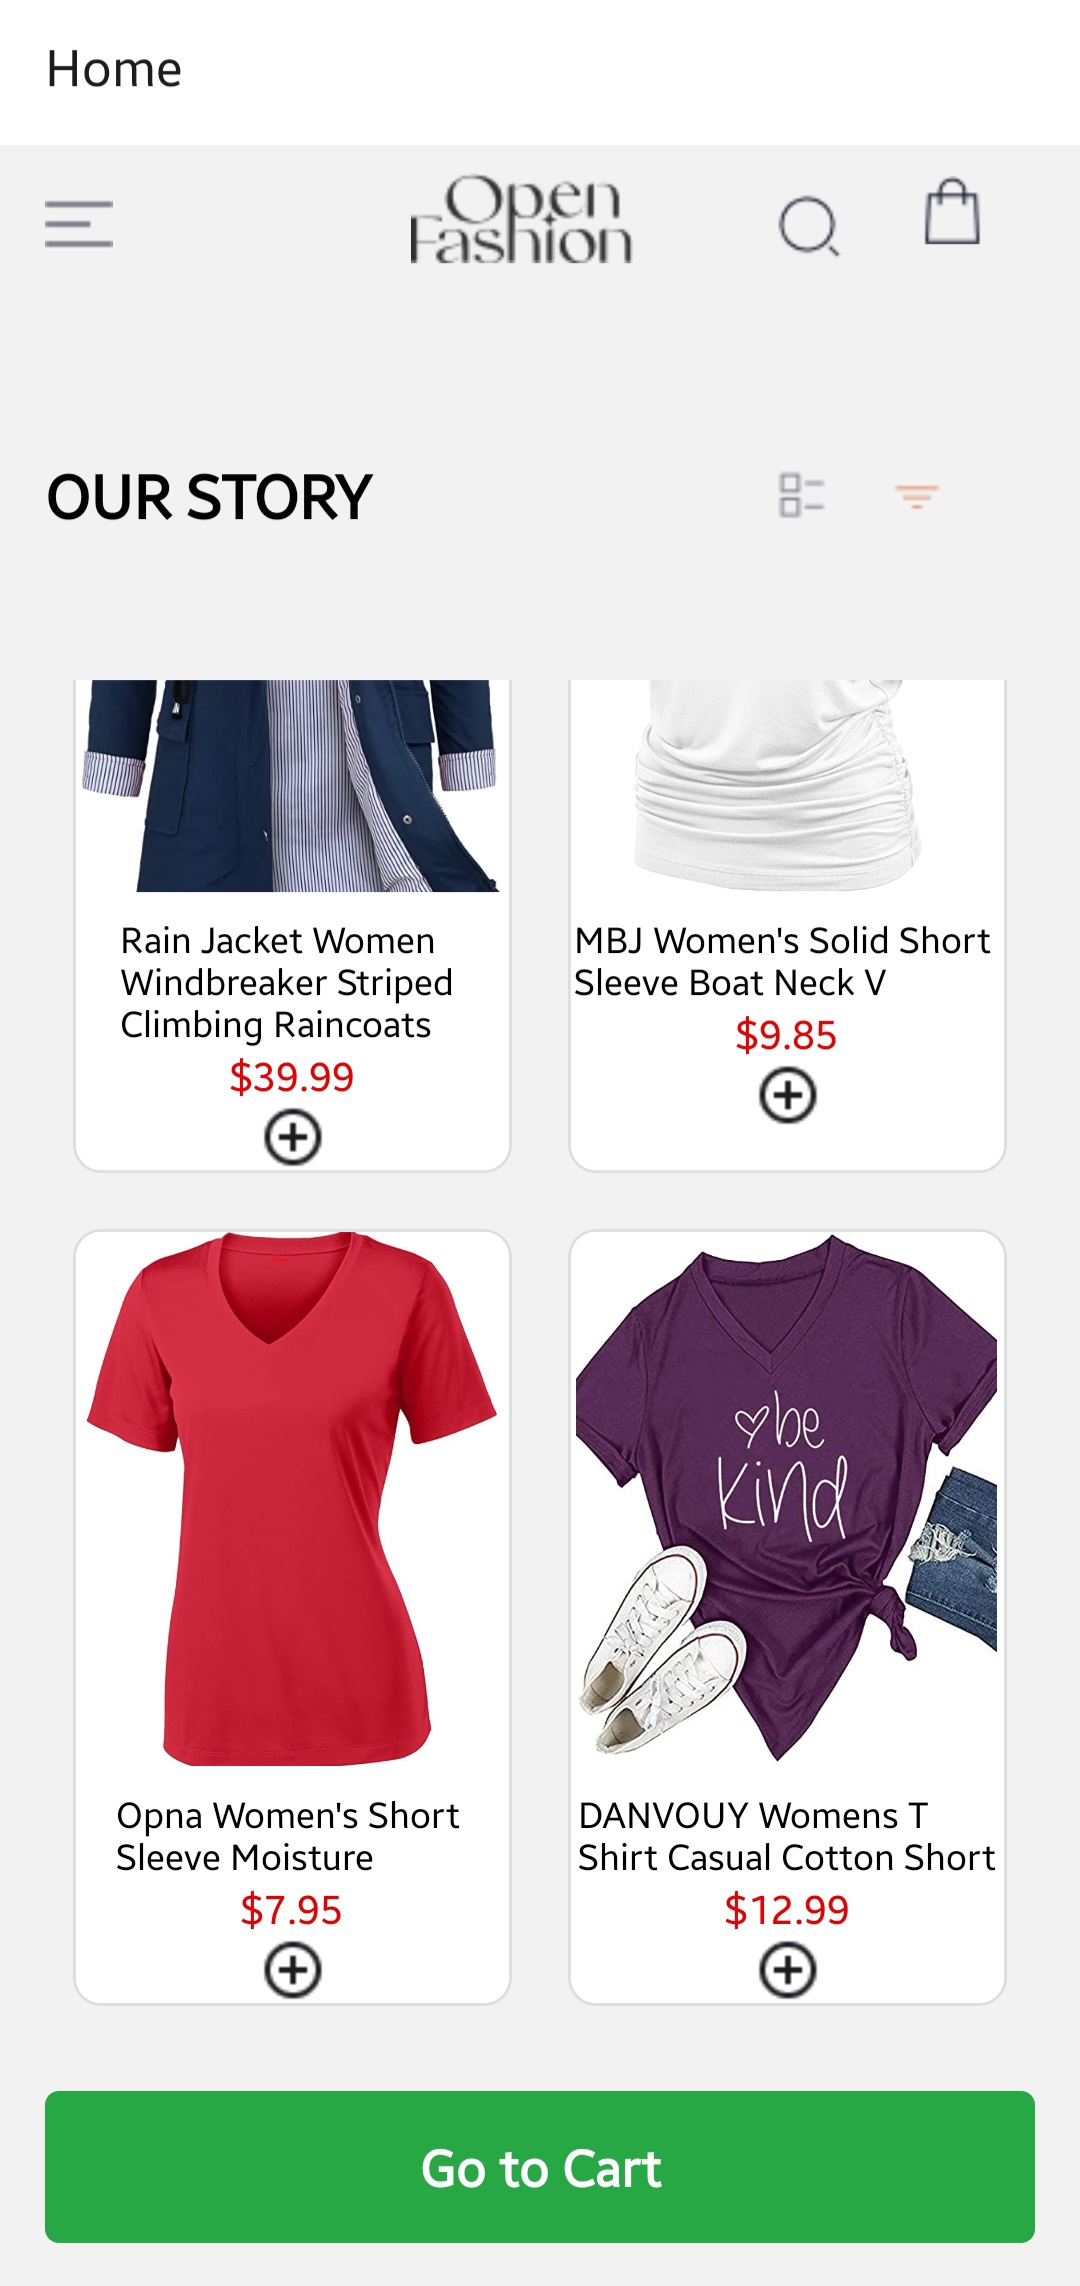 Home
Open
Fashion
OUR STORY
Rain Jacket Women
Windbreaker Striped
Climbing Raincoats
$39.99
MBJ Women's Solid Short
Sleeve Boat Neck V
$9.85
be
kind
Opna Women's Short
Sleeve Moisture
$7.95
DANVOUY Womens T
Shirt Casual Cotton Short
$12.99
Go to Cart